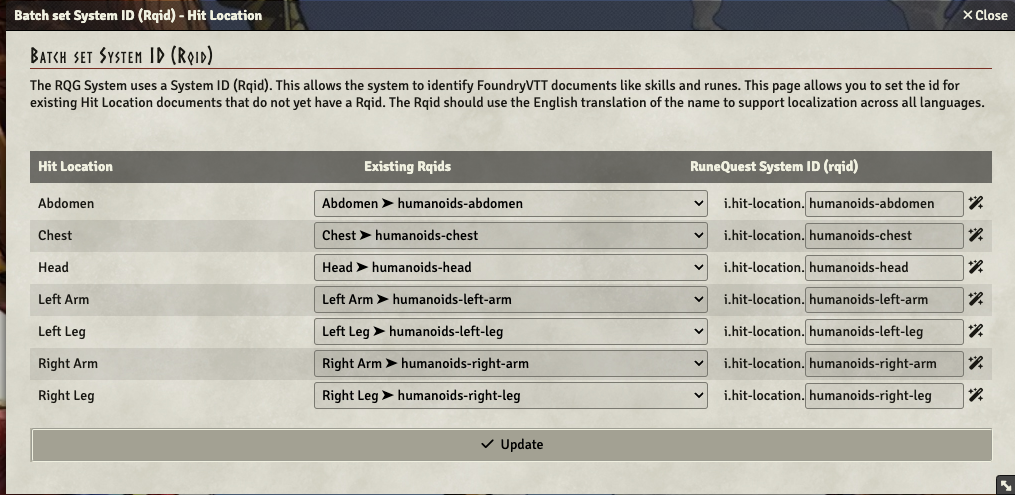 Batch set System ID (Rqid) - Hit Location
Close
Batch set System ID (Rqid)
The RQG System uses a System ID (Rqid). This allows the system to identify FoundryVTT documents like skills and runes. This page allows you to set the id for
existing Hit Location documents that do not yet have a Rqid. The Rqid should use the English translation of the name to support localization across all languages.
Hit Location Existing Rqids RuneQuest System ID (rqid)
Abdomen Abdomen ➤ humanoids-abdomen i.hit-location. humanoids-abdomen
Chest Chest ➤ humanoids-chest i.hit-location. humanoids-chest
Head Head ➤ humanoids-head i.hit-location. humanoids-head
Left Arm Left Arm ➤ humanoids-left-arm i.hit-location. humanoids-left-arm
Left Leg Left Leg ➤ humanoids-left-leg i.hit-location. humanoids-left-leg
Right Arm Right Arm ➤ humanoids-right-arm i.hit-location. humanoids-right-arm
Right Leg Right Leg ➤ humanoids-right-leg i.hit-location. humanoids-right-leg
Update